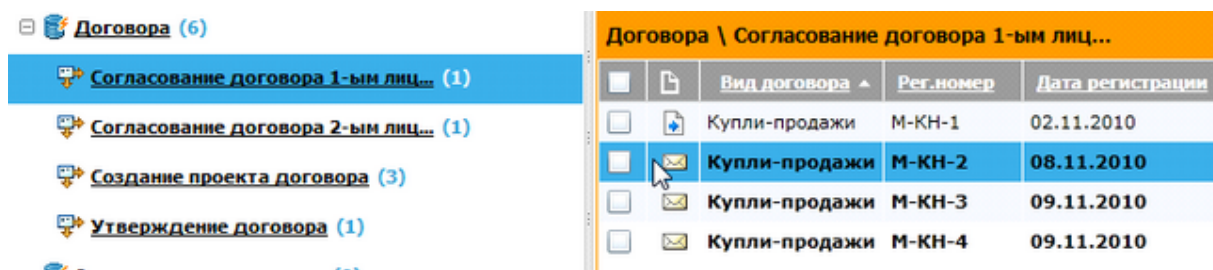 Договора (6)
Согласование договора 1-ым лиц... (1)
Согласование договора 2-ым лиц... (1)
Создание проекта договора (3)
Утверждение договора (1)
Договора \ Согласование договора 1-ым лиц...
Вид договора Рег.номер Дата регистрации
Купли-продажи М-КН-1 02.11.2010
Купли-продажи М-КН-2 08.11.2010
Купли-продажи М-КН-3 09.11.2010
Купли-продажи М-КН-4 09.11.2010